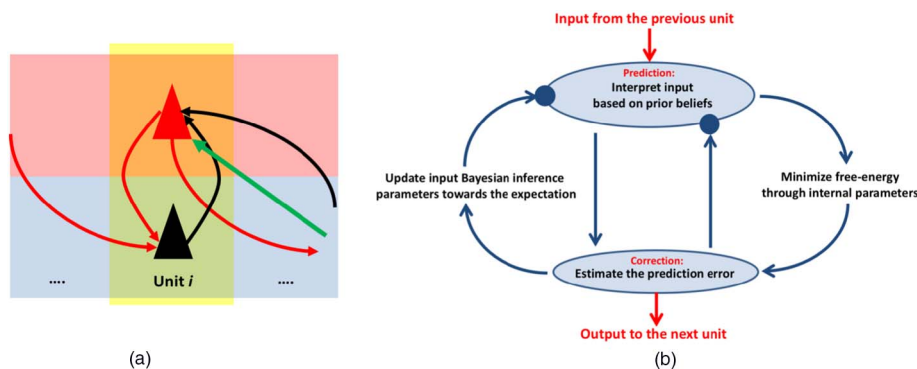 ....
Unit i
....
(a)
Input from the previous unit
Prediction:
Interpret input
based on prior beliefs
Update input Bayesian inference
parameters towards the expectation
Minimize free-energy
through internal parameters
Correction:
Estimate the prediction error
Output to the next unit
(b)